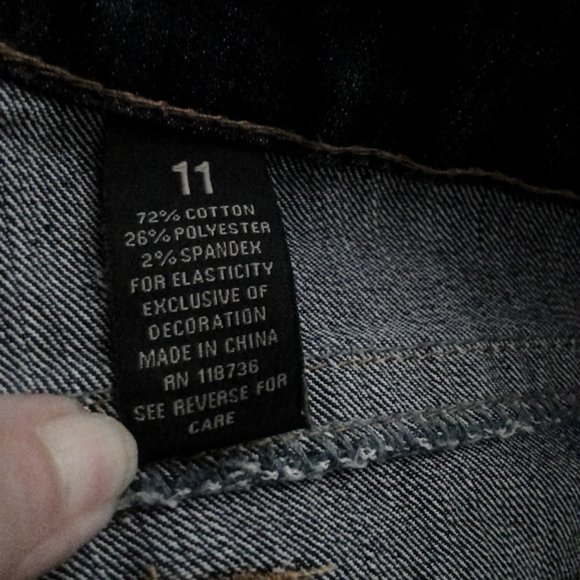 11
72% COTTON
26% POLYESTER
2% SPANDEX
FOR ELASTICITY
EXCLUSIVE OF
DECORATION
MADE IN CHINA
RN 118736
SEE REVERSE FOR
CARE